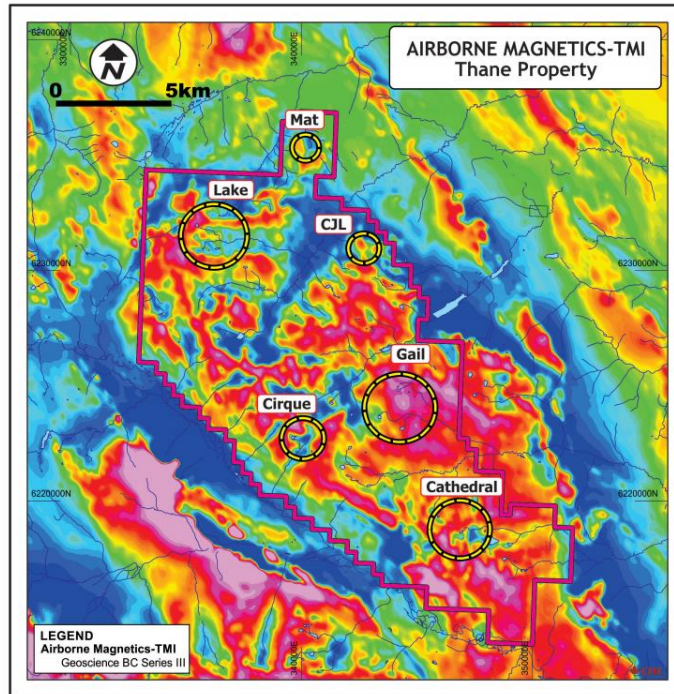 6240000N
330000E
340000E
AIRBORNE MAGNETICS-TMI
Thane Property
N
0 5km
Mat
Lake
CJL
6230000N
6230000N
Gail
Cirque
Cathedral
6220000N
6220000N
LEGEND
Airborne Magnetics-TMI
Geoscience BC Series III
340000E
350000E